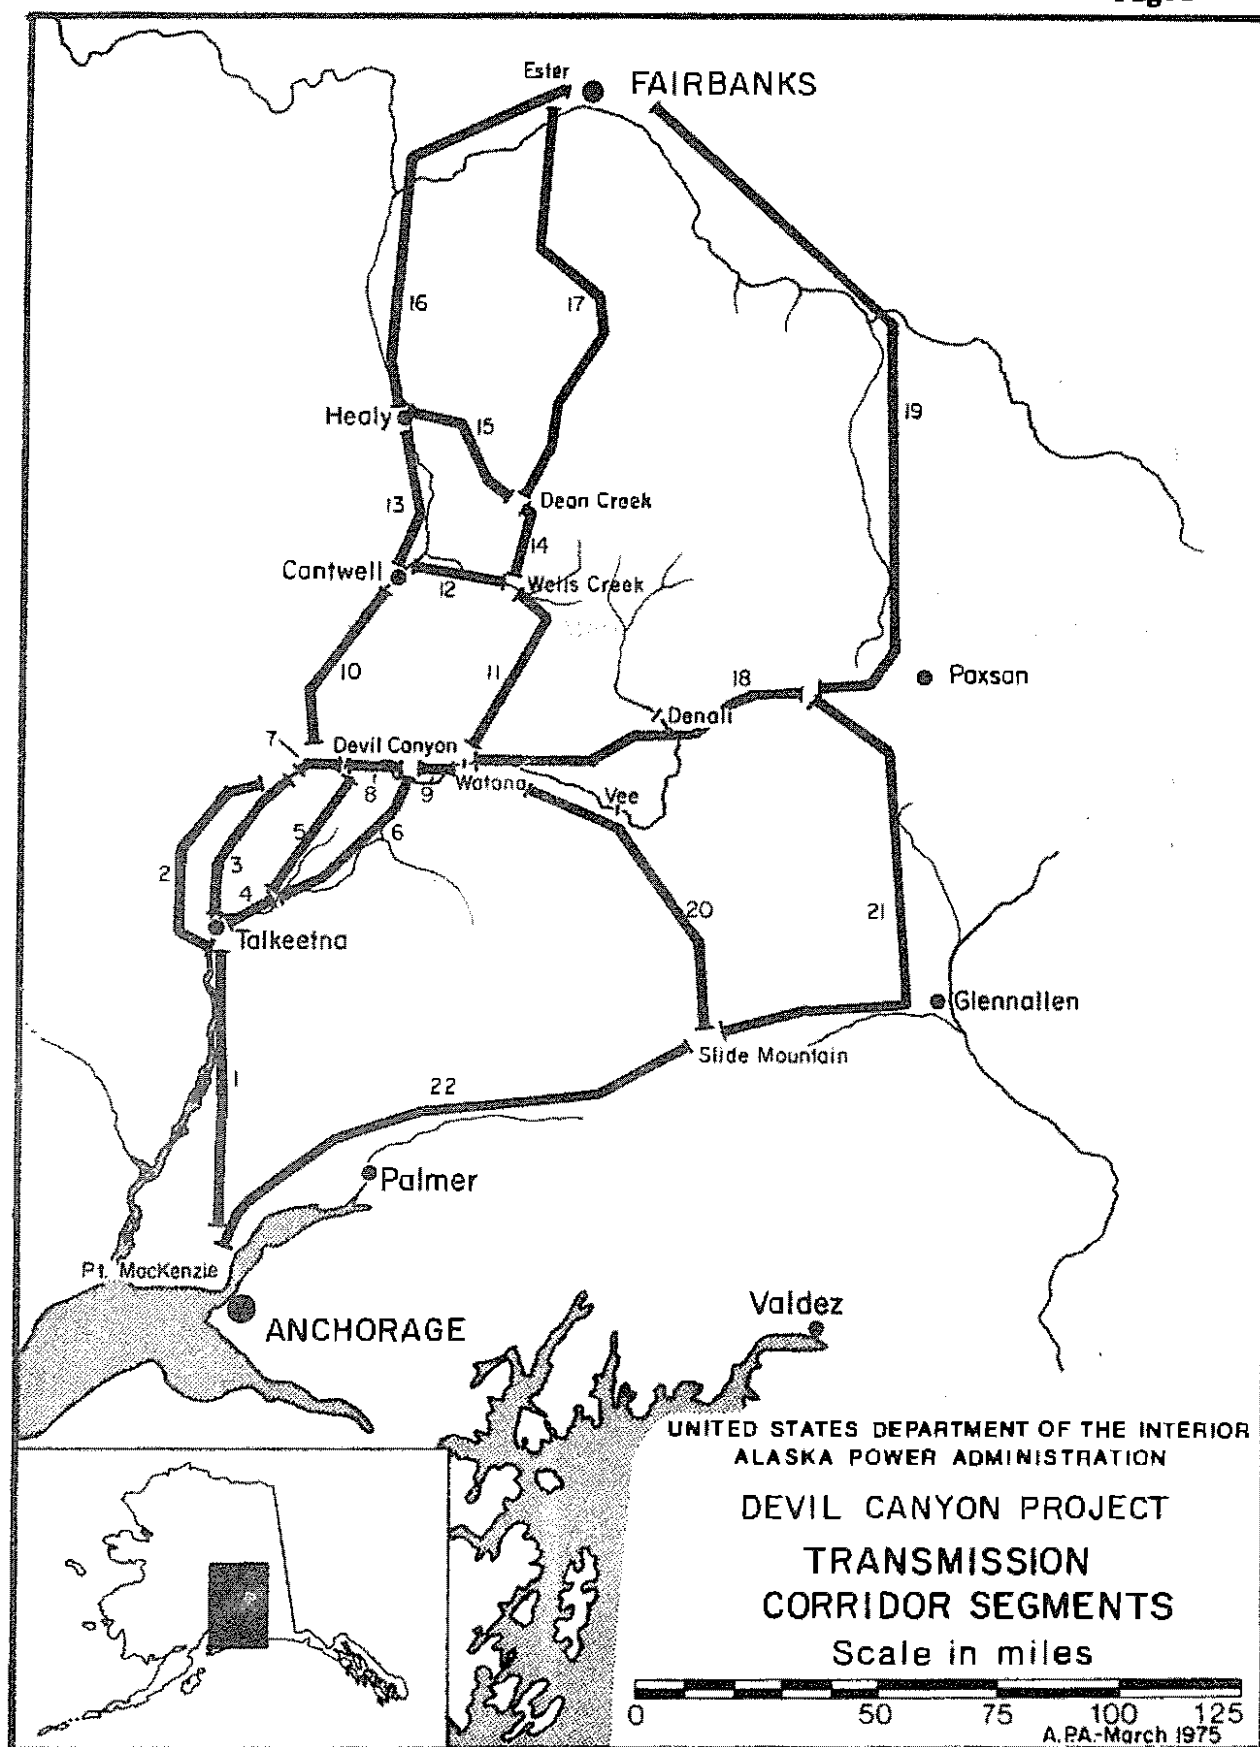 Ester
FAIRBANKS
16
17
Healy
15
19
13
Dean Creek
14
Cantwell
12
Wells Creek
10
11
18
Paxson
Denali
7
Devil Canyon
8
9
Watana
Vee
5
6
2
3
4
20
21
Talkeetna
Glennallen
Slide Mountain
1
22
Palmer
Pt. MacKenzie
Valdez
ANCHORAGE
UNITED STATES DEPARTMENT OF THE INTERIOR
ALASKA POWER ADMINISTRATION
DEVIL CANYON PROJECT
TRANSMISSION
CORRIDOR SEGMENTS
Scale in miles
0 50 75 100 125
A.P.A.-March 1975